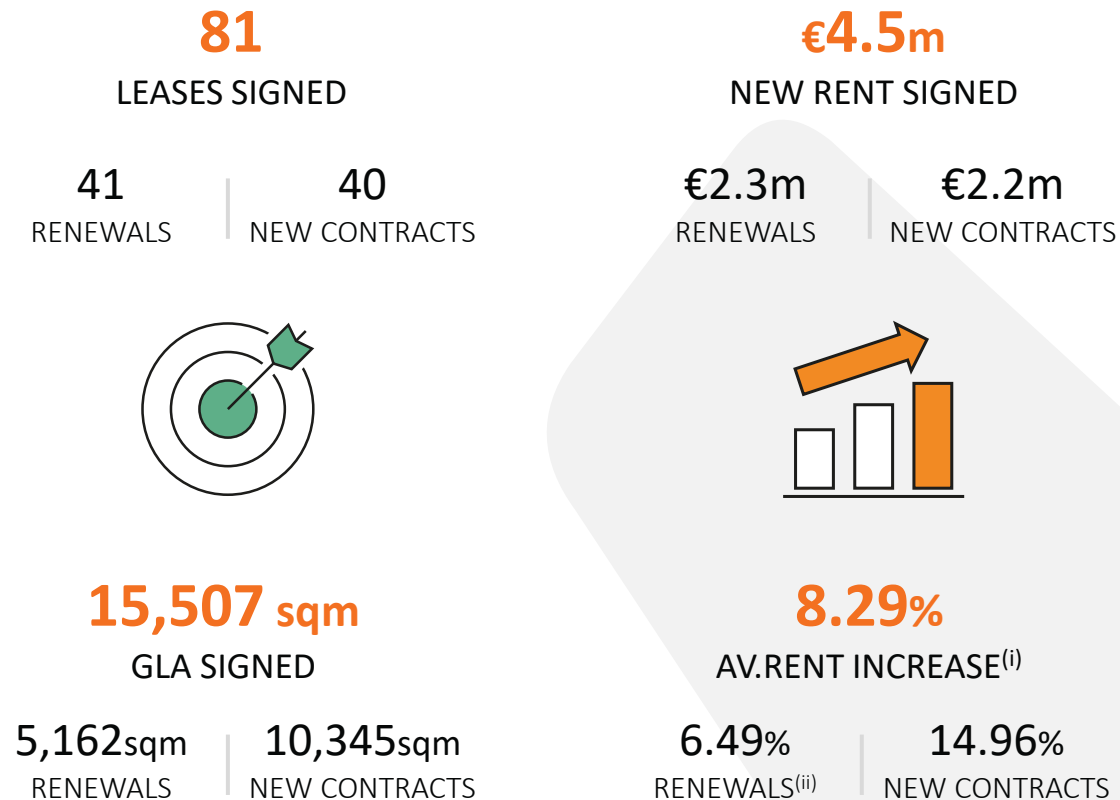 81
LEASES SIGNED
41
RENEWALS
40
NEW CONTRACTS
€4.5m
NEW RENT SIGNED
€2.3m
RENEWALS
€2.2m
NEW CONTRACTS
15,507 sqm
GLA SIGNED
5,162sqm
RENEWALS
10,345sqm
NEW CONTRACTS
8.29%
AV.RENT INCREASE(i)
6.49%
RENEWALS(ii)
14.96%
NEW CONTRACTS